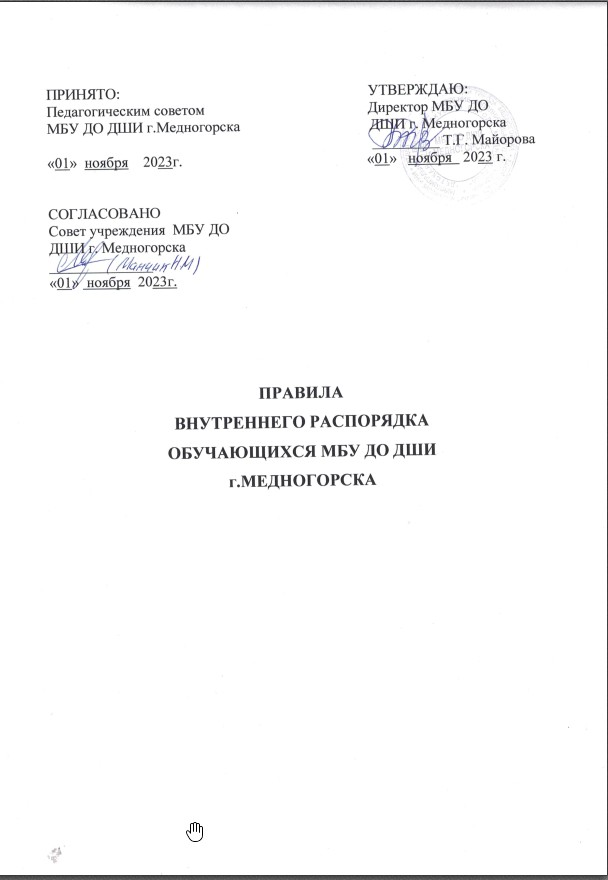 ПРИНЯТО:
Педагогическим советом
МБУ ДО ДШИ г.Медногорска
«01» ноября 2023г.
УТВЕРЖДАЮ:
Директор МБУ ДО
ДШИ г. Медногорска
Т.Г. Майорова
«01» ноября 2023 г.
СОГЛАСОВАНО
Совет учреждения МБУ ДО
ДШИ г. Медногорска
«01» ноября 2023г.
ПРАВИЛА
ВНУТРЕННЕГО РАСПОРЯДКА
ОБУЧАЮЩИХСЯ МБУ ДО ДШИ
г.МЕДНОГОРСКА